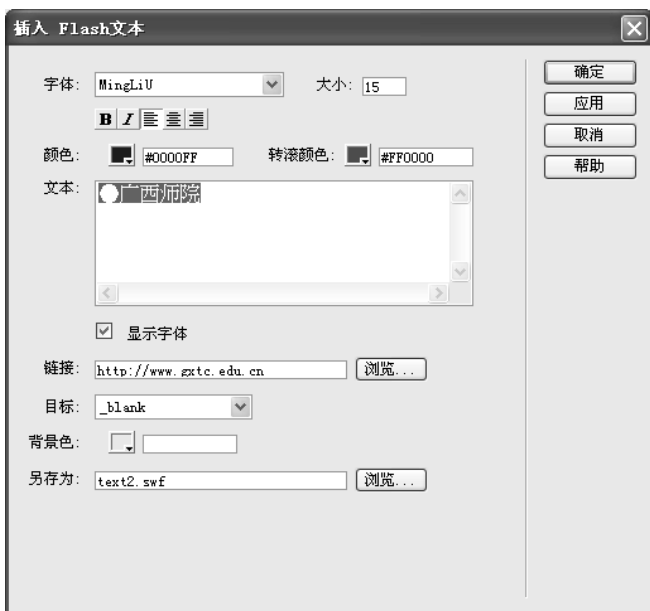 插入 Flash文本
字体: MingLiU 大小: 15
B I
颜色: #0000FF 转滚颜色: #FF0000
文本: ●广西师院
显示字体
链接: http://www.gxtc.edu.cn 浏览...
目标: _blank
背景色:
另存为: text2.swf 浏览...
确定
应用
取消
帮助